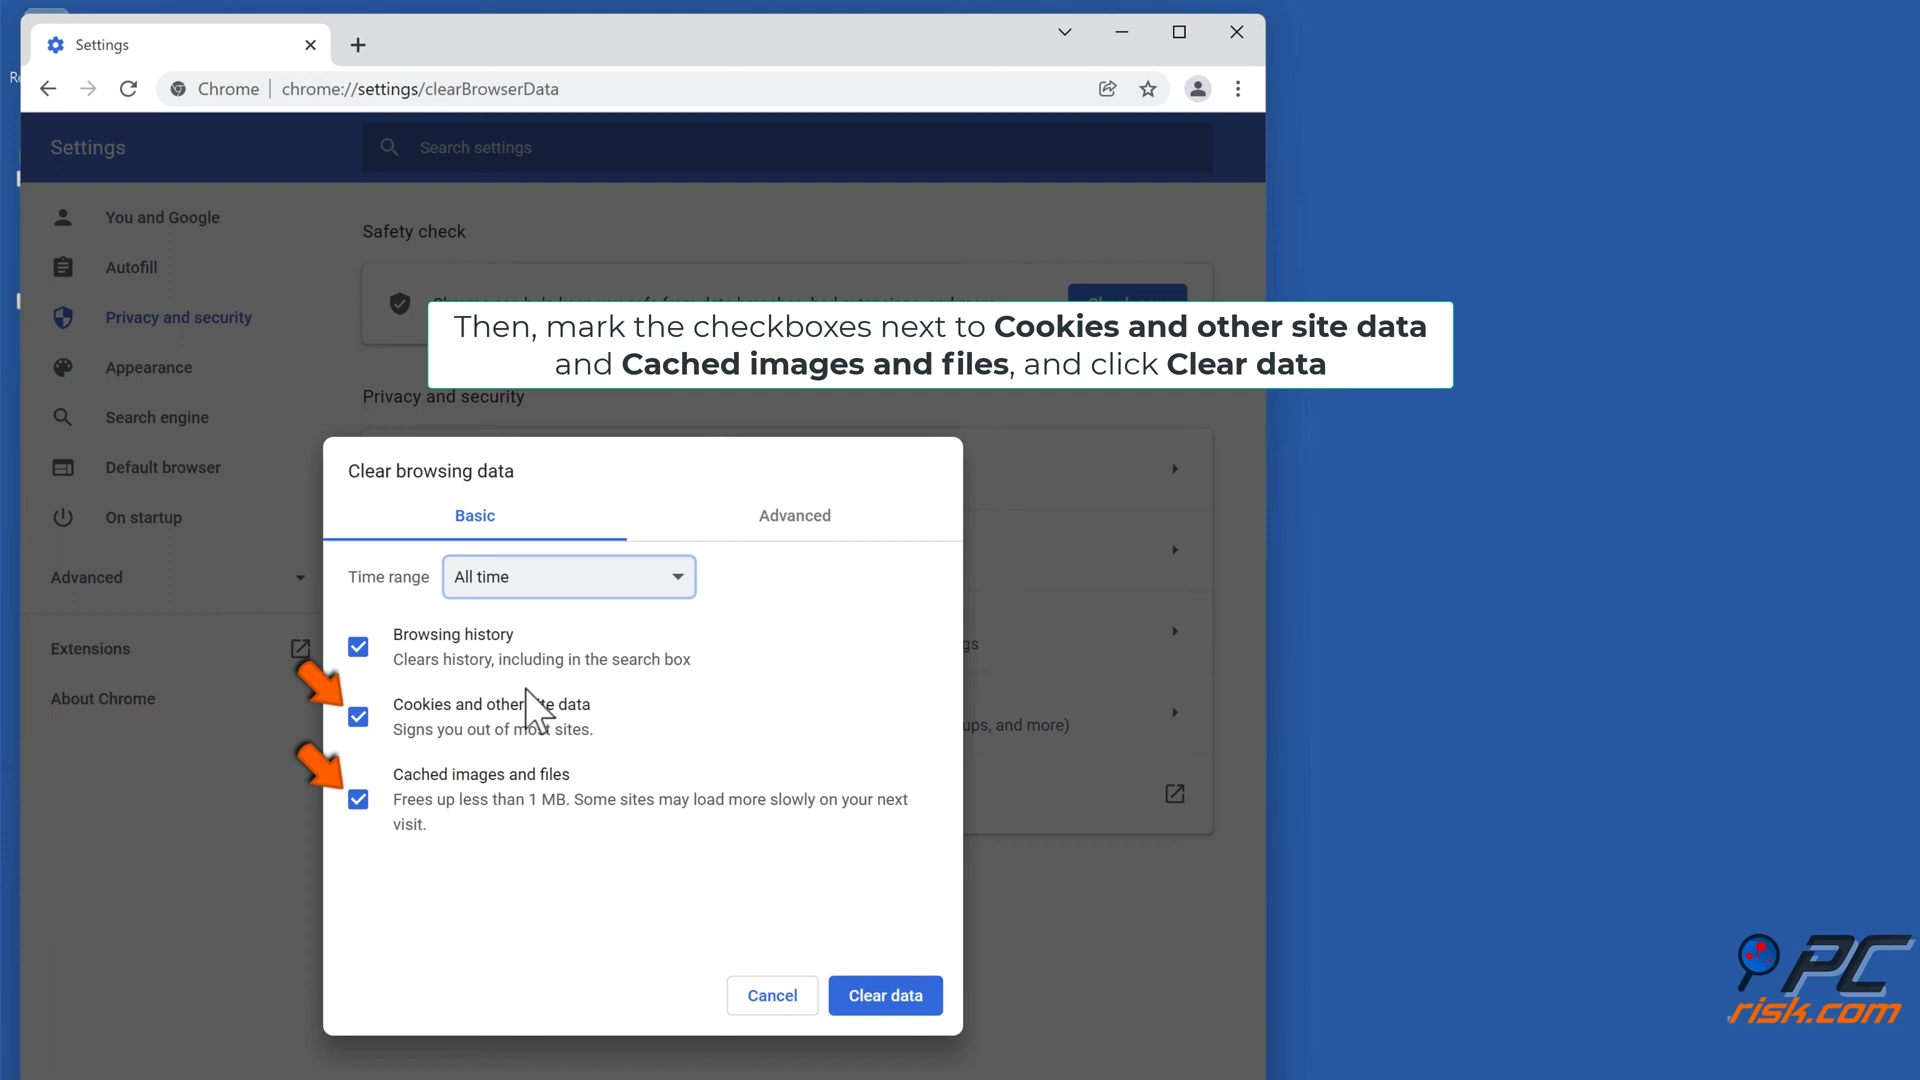 Settings
Chrome
chrome://settings/clearBrowserData
Settings
Search settings
You and Google
Autofill
Privacy and security
Appearance
Search engine
Default browser
On startup
Advanced
Extensions
About Chrome
Safety check
Then, mark the checkboxes next to Cookies and other site data
and Cached images and files, and click Clear data
Privacy and security
Clear browsing data
Basic
Advanced
Time range
All time
Browsing history
Clears history, including in the search box
Cookies and other site data
Signs you out of most sites.
Cached images and files
Frees up less than 1 MB. Some sites may load more slowly on your next
visit.
gs
ups, and more)
Cancel
Clear data
PC
risk.com